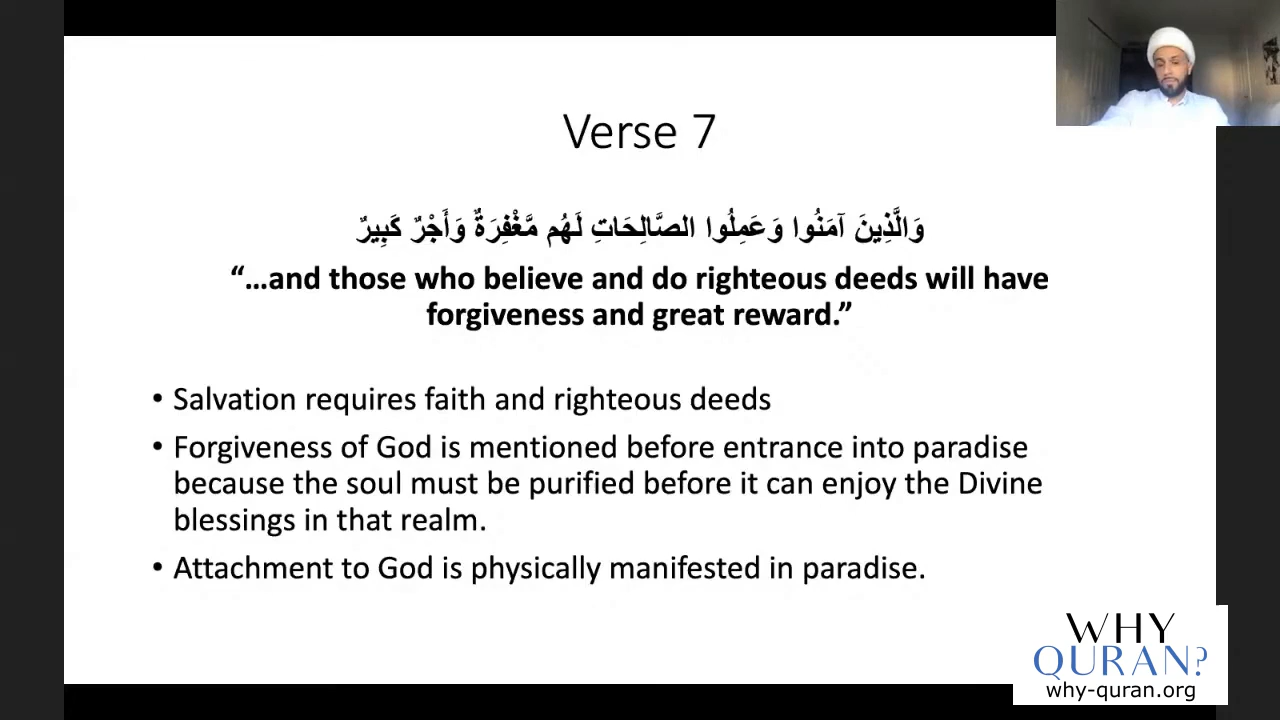 Verse 7
وَالَّذِينَ آمَنُوا وَعَمِلُوا الصَّالِحَاتِ لَهُم مَّغْفِرَةٌ وَأَجْرٌ كَبِيرٌ
“...and those who believe and do righteous deeds will have
forgiveness and great reward.”
• Salvation requires faith and righteous deeds
• Forgiveness of God is mentioned before entrance into paradise
because the soul must be purified before it can enjoy the Divine
blessings in that realm.
• Attachment to God is physically manifested in paradise.
WHY
QURAN?
why-quran.org